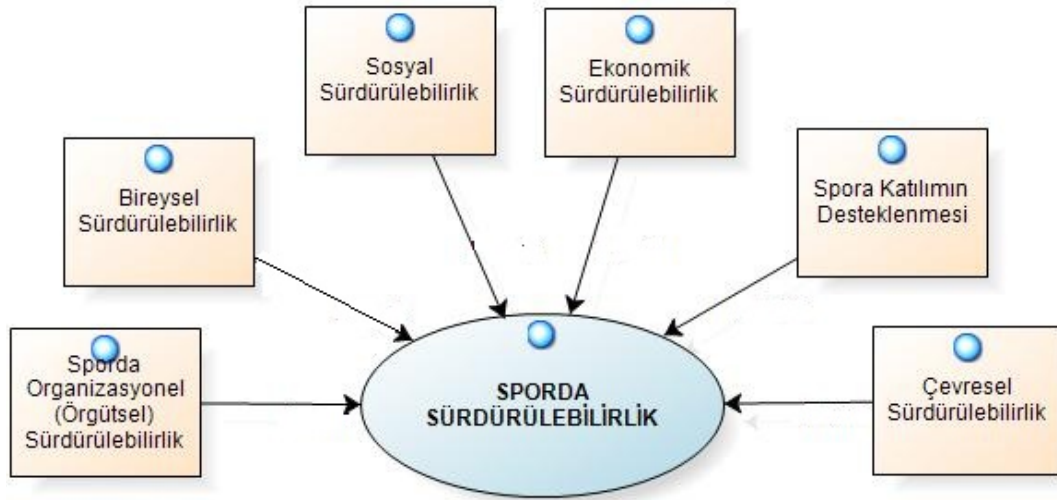 Sosyal
Sürdürülebilirlik
Ekonomik
Sürdürülebilirlik
Bireysel
Sürdürülebilirlik
Spora Katılımın
Desteklenmesi
Sporda
Organizasyonel
(Örgütsel)
Sürdürülebilirlik
SPORDA
SÜRDÜRÜLEBİLİRLİK
Çevresel
Sürdürülebilirlik